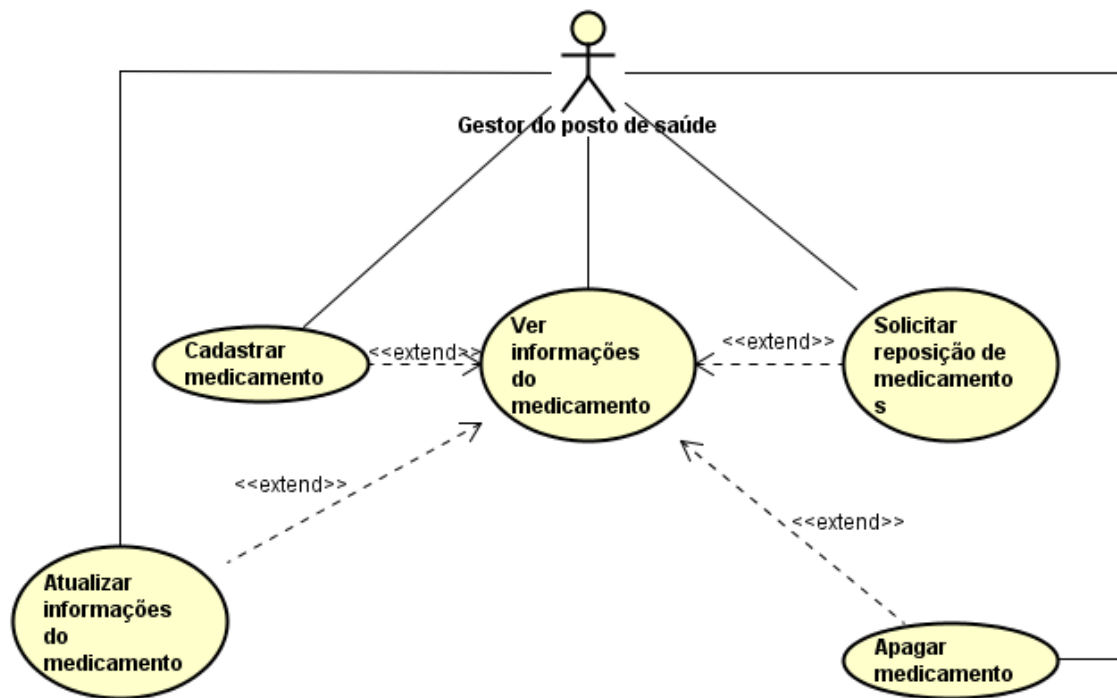 Gestor do posto de saúde
Cadastrar
medicamento
<<extend>>
Ver
informações
do
medicamento
<<extend>>
Solicitar
reposição de
medicamento
s
<<extend>>
<<extend>>
Atualizar
informações
do
medicamento
Apagar
medicamento